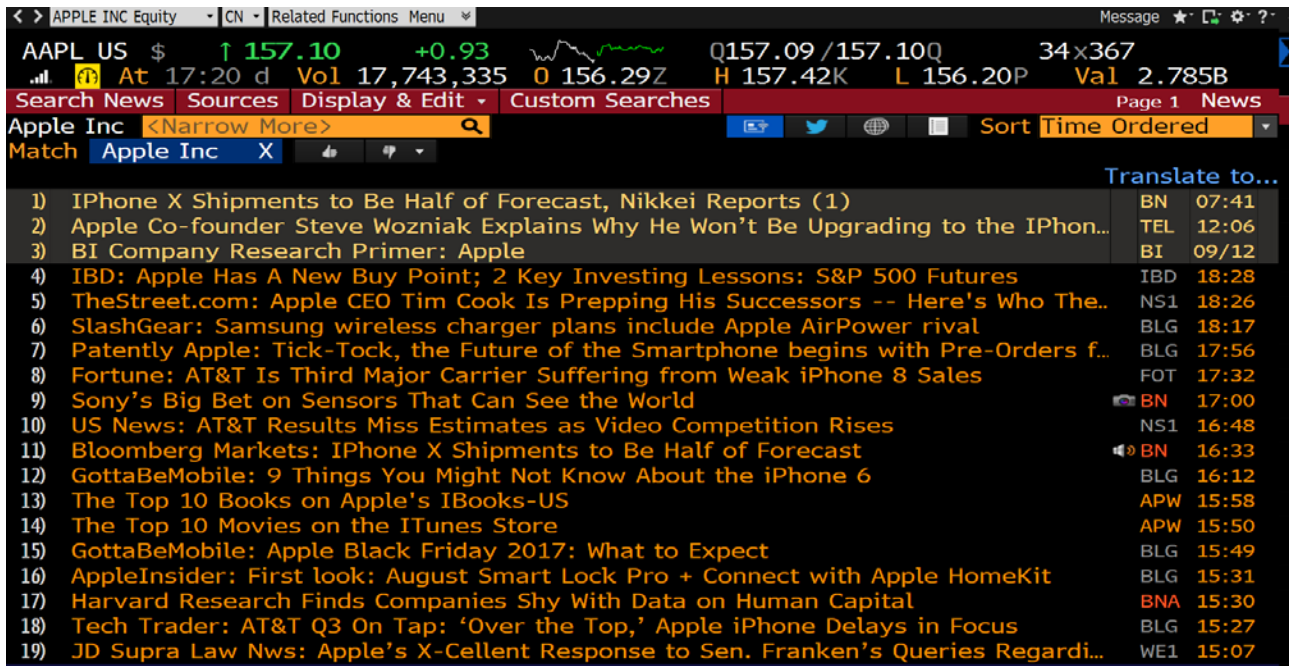 < > APPLE INC Equity CN Related Functions Menu Message ?
AAPL US $ ↑ 157.10 +0.93 Q157.09/157.10Q 34x367
At 17:20 d Vol 17,743,335 O 156.29Z H 157.42K L 156.20P Val 2.785B
Search News Sources Display & Edit Custom Searches Page 1 News
Apple Inc <Narrow More> Sort Time Ordered
Match Apple Inc X
Translate to...
1) IPhone X Shipments to Be Half of Forecast, Nikkei Reports (1) BN 07:41
2) Apple Co-founder Steve Wozniak Explains Why He Won't Be Upgrading to the IPhon... TEL 12:06
3) BI Company Research Primer: Apple BI 09/12
4) IBD: Apple Has A New Buy Point; 2 Key Investing Lessons: S&P 500 Futures IBD 18:28
5) TheStreet.com: Apple CEO Tim Cook Is Prepping His Successors -- Here's Who The.. NS1 18:26
6) SlashGear: Samsung wireless charger plans include Apple AirPower rival BLG 18:17
7) Patently Apple: Tick-Tock, the Future of the Smartphone begins with Pre-Orders f... BLG 17:56
8) Fortune: AT&T Is Third Major Carrier Suffering from Weak iPhone 8 Sales FOT 17:32
9) Sony's Big Bet on Sensors That Can See the World BN 17:00
10) US News: AT&T Results Miss Estimates as Video Competition Rises NS1 16:48
11) Bloomberg Markets: IPhone X Shipments to Be Half of Forecast BN 16:33
12) GottaBeMobile: 9 Things You Might Not Know About the iPhone 6 BLG 16:12
13) The Top 10 Books on Apple's IBooks-US APW 15:58
14) The Top 10 Movies on the ITunes Store APW 15:50
15) GottaBeMobile: Apple Black Friday 2017: What to Expect BLG 15:49
16) AppleInsider: First look: August Smart Lock Pro + Connect with Apple HomeKit BLG 15:31
17) Harvard Research Finds Companies Shy With Data on Human Capital BNA 15:30
18) Tech Trader: AT&T Q3 On Tap: ‘Over the Top,’ Apple iPhone Delays in Focus BLG 15:27
19) JD Supra Law Nws: Apple's X-Cellent Response to Sen. Franken's Queries Regardi... WE1 15:07